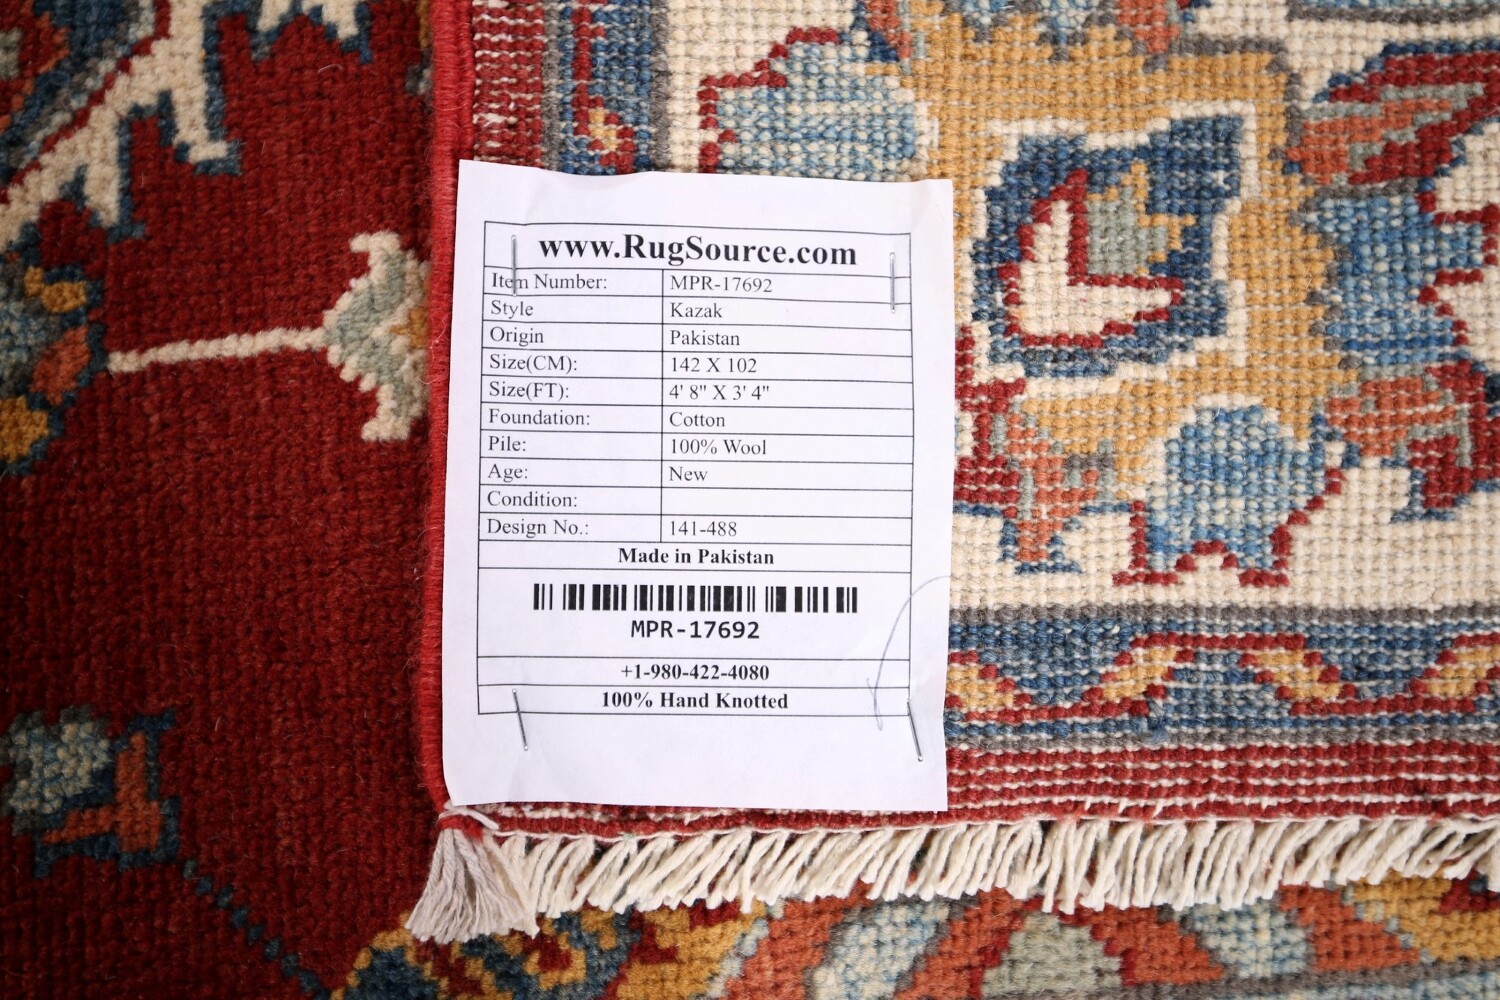 www.RugSource.com
Item Number: MPR-17692
Style Kazak
Origin Pakistan
Size(CM): 142 X 102
Size(FT): 4' 8" X 3' 4"
Foundation: Cotton
Pile: 100% Wool
Age: New
Condition:
Design No.: 141-488
Made in Pakistan
MPR-17692
+1-980-422-4080
100% Hand Knotted